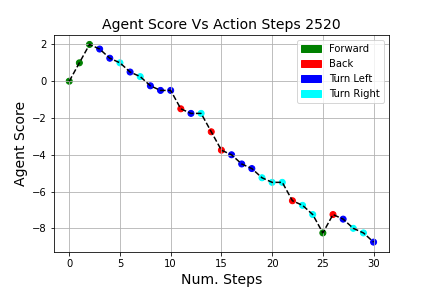 Agent Score Vs Action Steps 2520
Agent Score
2
0
−2
−4
−6
−8
Forward
Back
Turn Left
Turn Right
0 5 10 15 20 25 30
Num. Steps